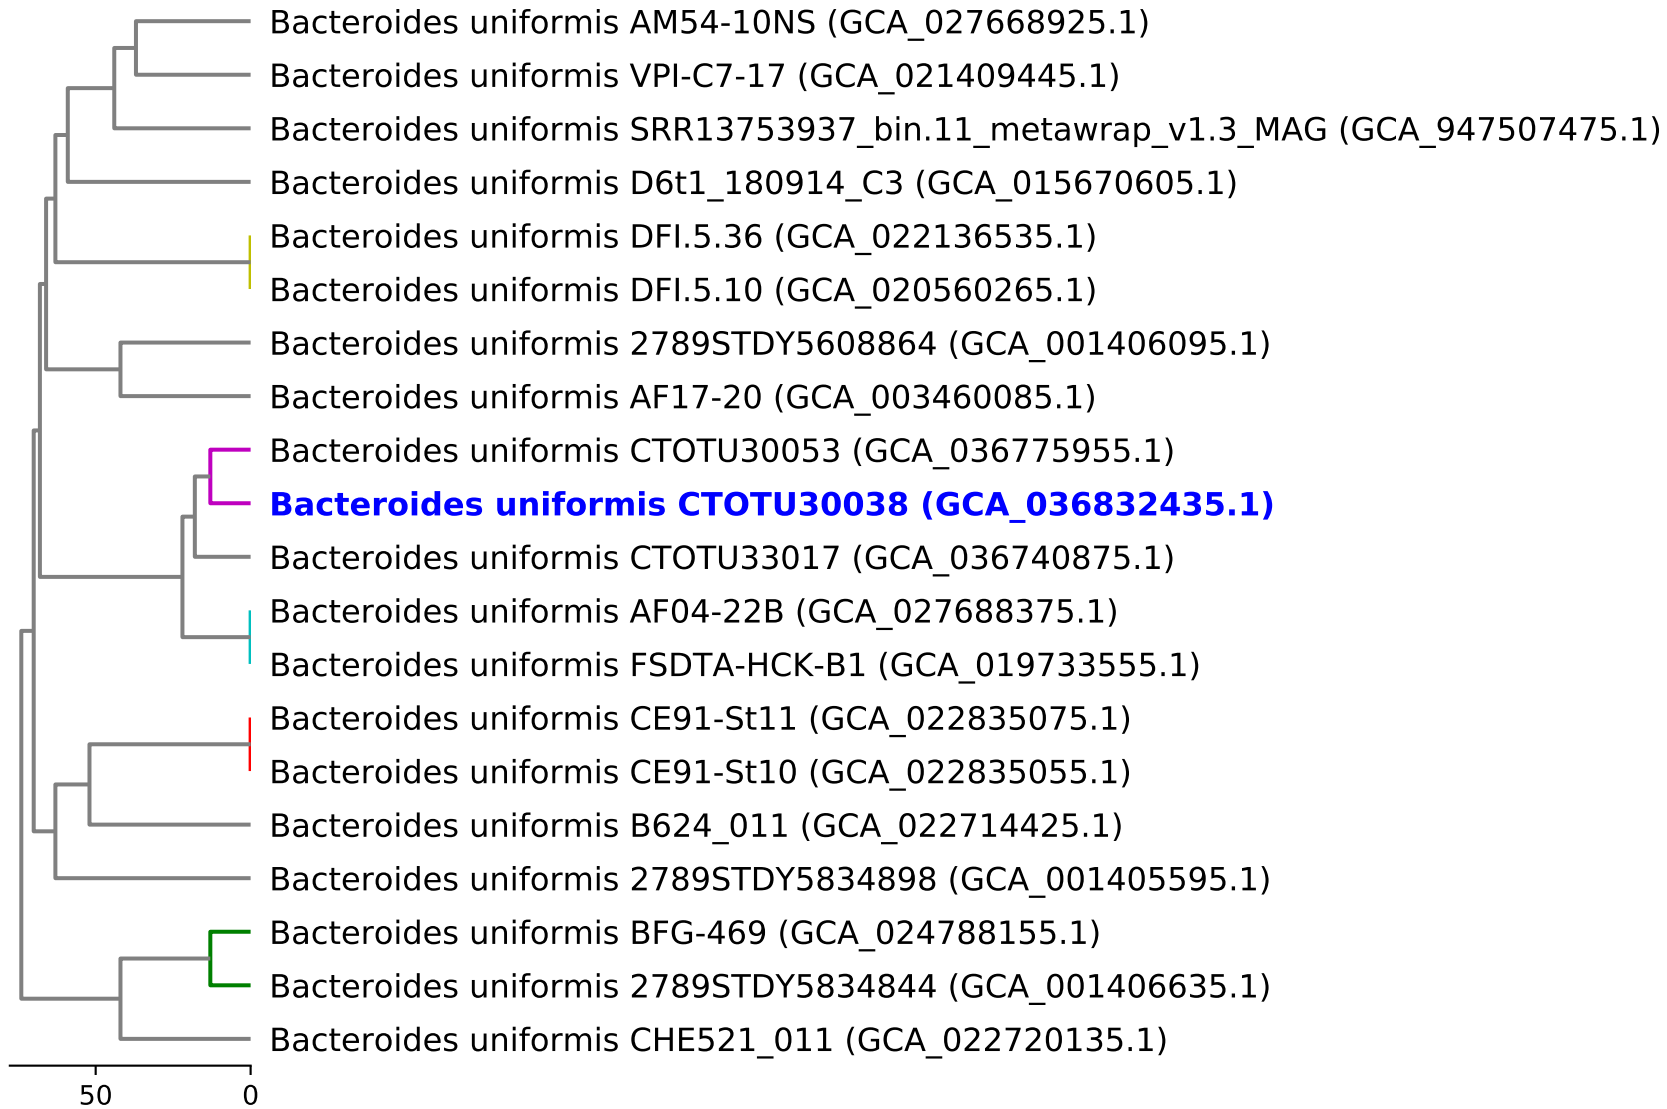 Bacteroides uniformis AM54-10NS (GCA_027668925.1)
Bacteroides uniformis VPI-C7-17 (GCA_021409445.1)
Bacteroides uniformis SRR13753937_bin.11_metawrap_v1.3_MAG (GCA_947507475.1)
Bacteroides uniformis D6t1_180914_C3 (GCA_015670605.1)
Bacteroides uniformis DFI.5.36 (GCA_022136535.1)
Bacteroides uniformis DFI.5.10 (GCA_020560265.1)
Bacteroides uniformis 2789STDY5608864 (GCA_001406095.1)
Bacteroides uniformis AF17-20 (GCA_003460085.1)
Bacteroides uniformis CTOTU30053 (GCA_036775955.1)
Bacteroides uniformis CTOTU30038 (GCA_036832435.1)
Bacteroides uniformis CTOTU33017 (GCA_036740875.1)
Bacteroides uniformis AF04-22B (GCA_027688375.1)
Bacteroides uniformis FSDTA-HCK-B1 (GCA_019733555.1)
Bacteroides uniformis CE91-St11 (GCA_022835075.1)
Bacteroides uniformis CE91-St10 (GCA_022835055.1)
Bacteroides uniformis B624_011 (GCA_022714425.1)
Bacteroides uniformis 2789STDY5834898 (GCA_001405595.1)
Bacteroides uniformis BFG-469 (GCA_024788155.1)
Bacteroides uniformis 2789STDY5834844 (GCA_001406635.1)
Bacteroides uniformis CHE521_011 (GCA_022720135.1)
50 0